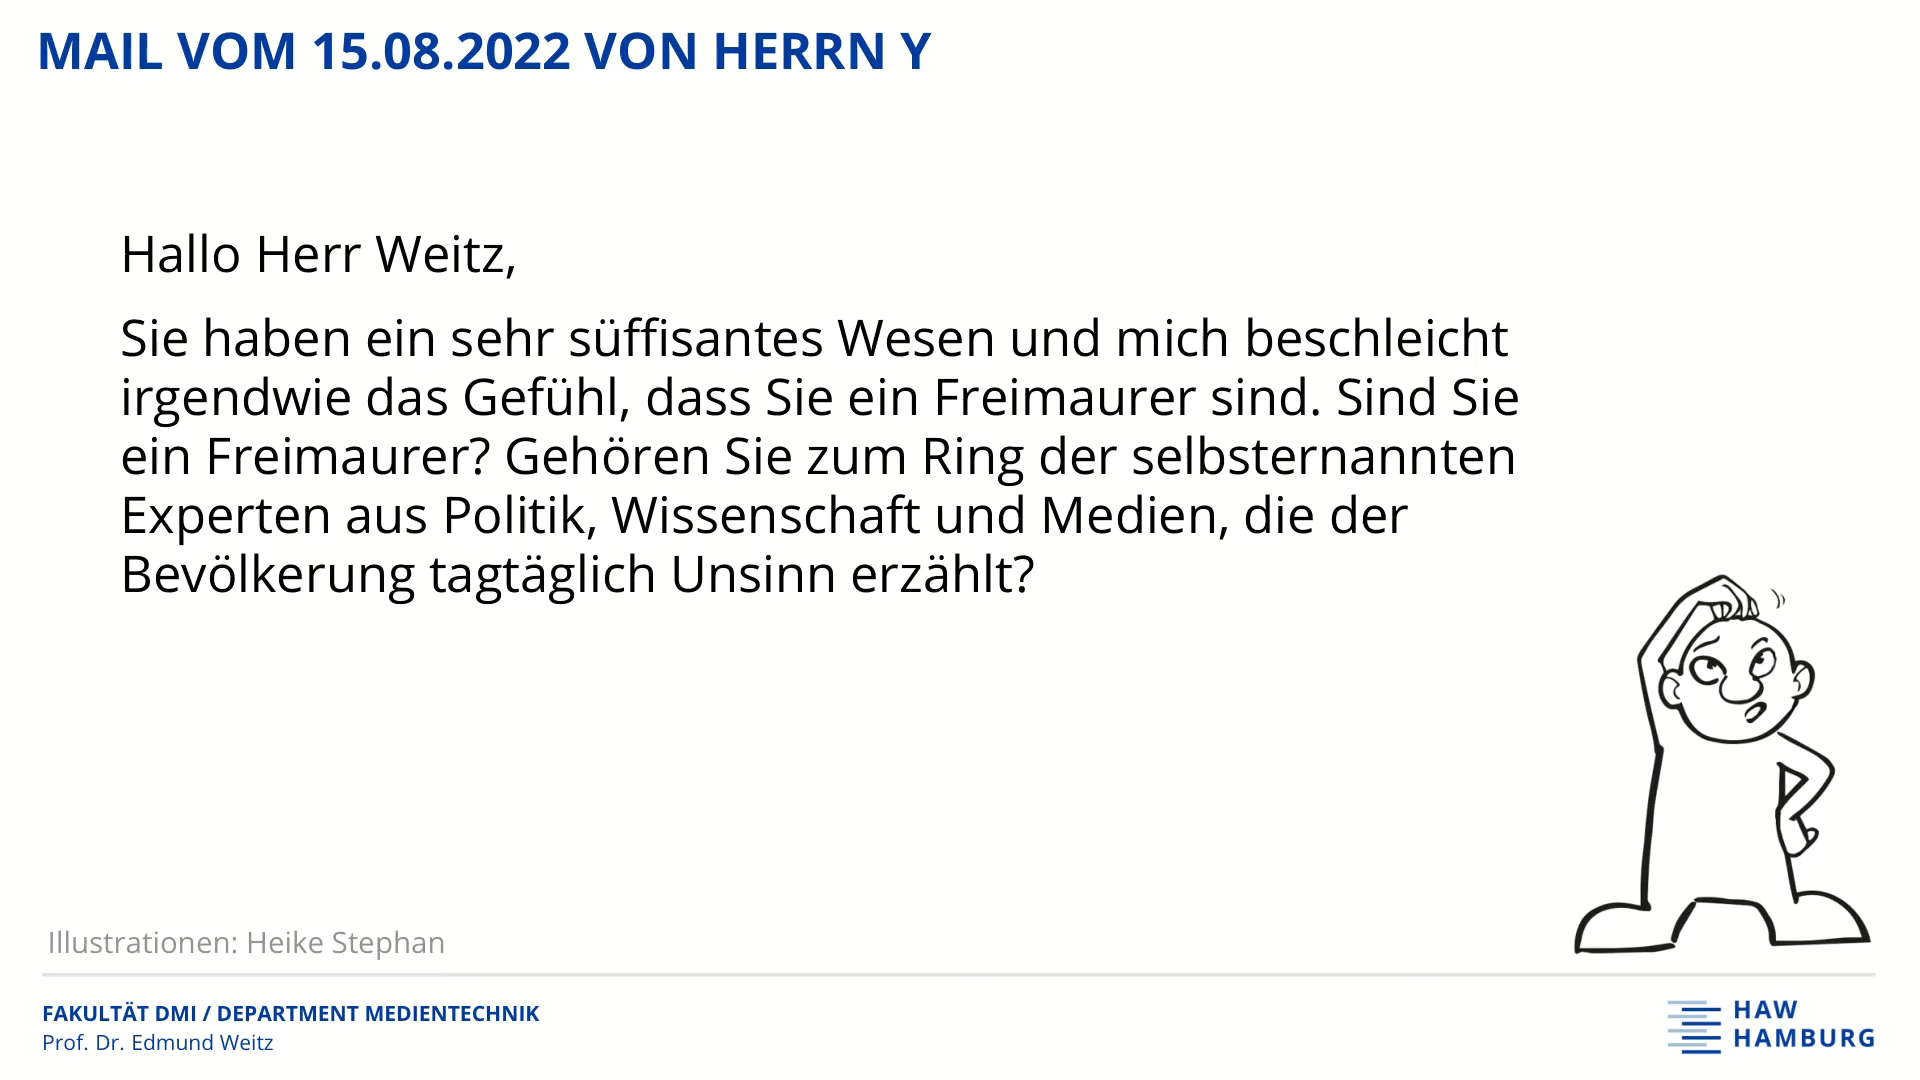 MAIL VOM 15.08.2022 VON HERRN Y
Hallo Herr Weitz,
Sie haben ein sehr süffisantes Wesen und mich beschleicht
irgendwie das Gefühl, dass Sie ein Freimaurer sind. Sind Sie
ein Freimaurer? Gehören Sie zum Ring der selbsternannten
Experten aus Politik, Wissenschaft und Medien, die der
Bevölkerung tagtäglich Unsinn erzählt?
Illustrationen: Heike Stephan
FAKULTÄT DMI / DEPARTMENT MEDIENTECHNIK
Prof. Dr. Edmund Weitz
HAW
HAMBURG